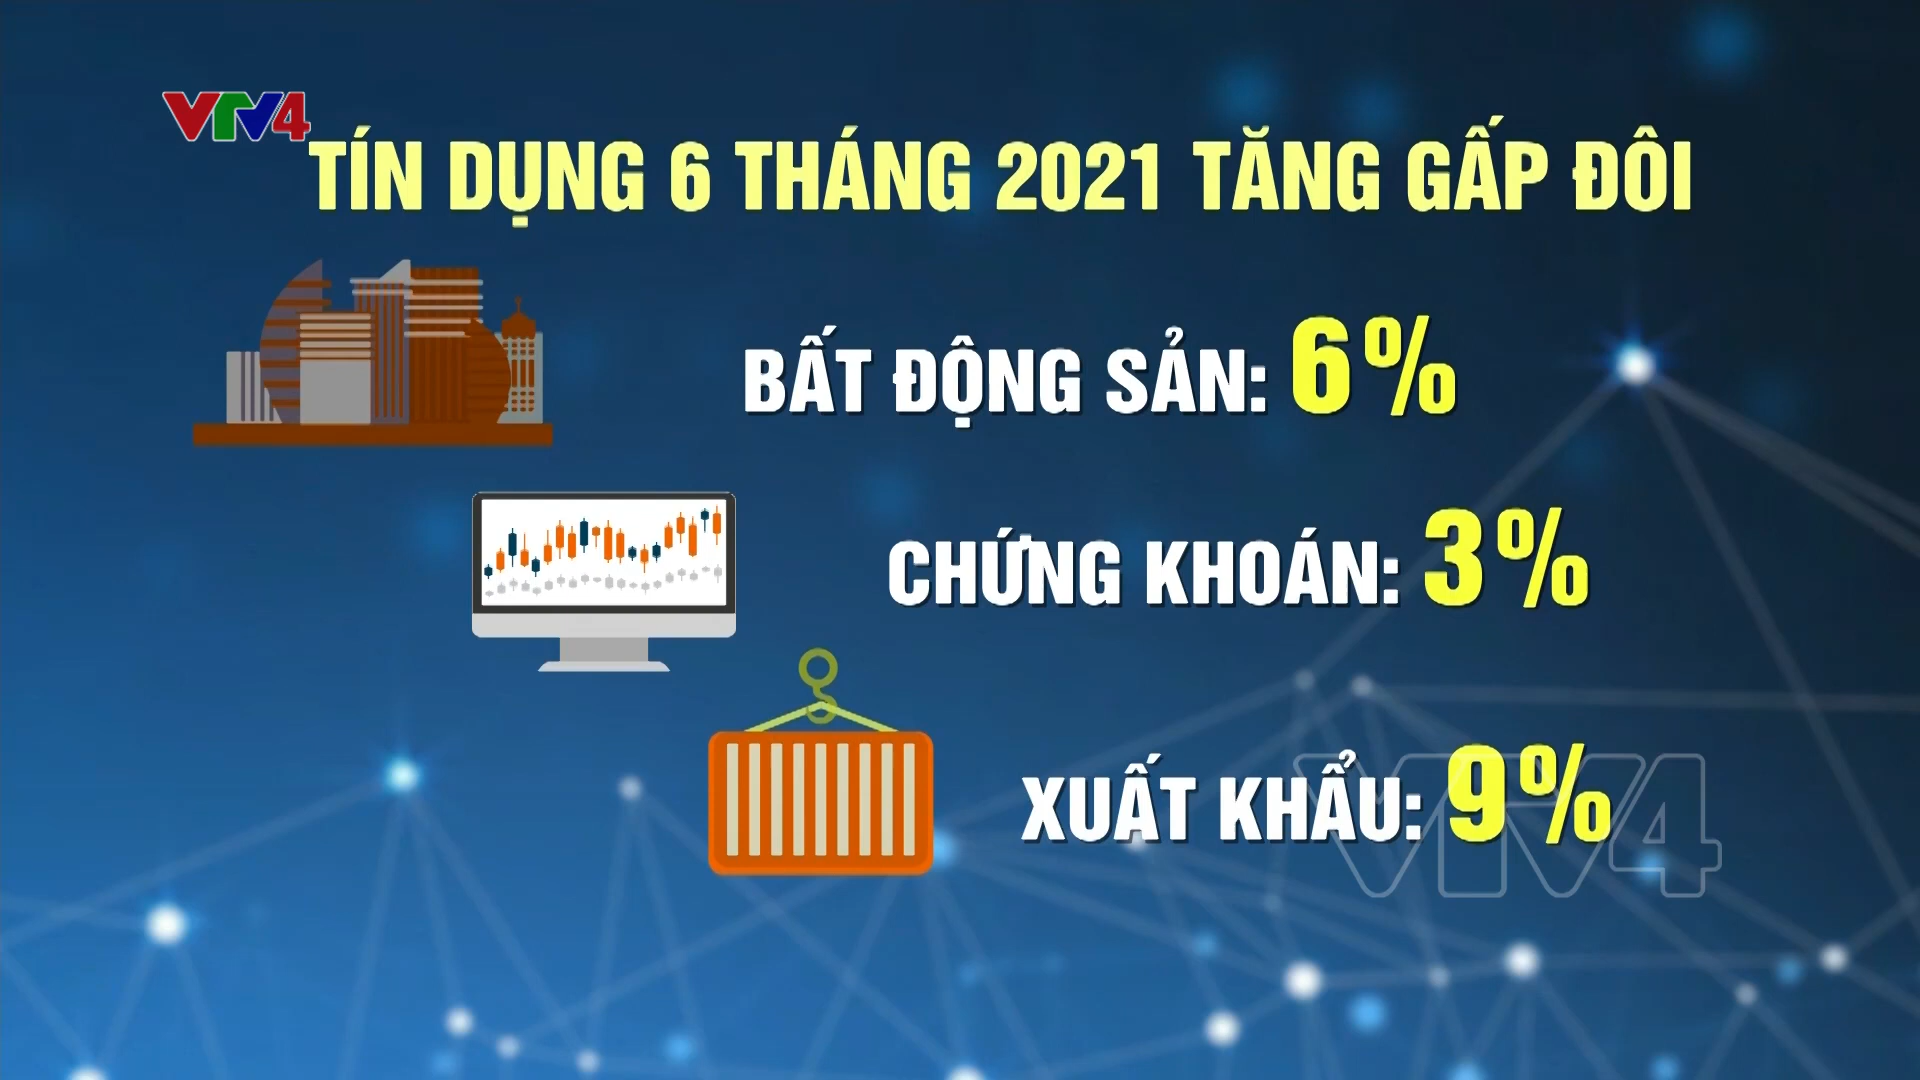 VTV4
TÍN DỤNG 6 THÁNG 2021 TĂNG GẤP ĐÔI
BẤT ĐỘNG SẢN: 6%
CHỨNG KHOÁN: 3%
XUẤT KHẨU: 9%
VTV4